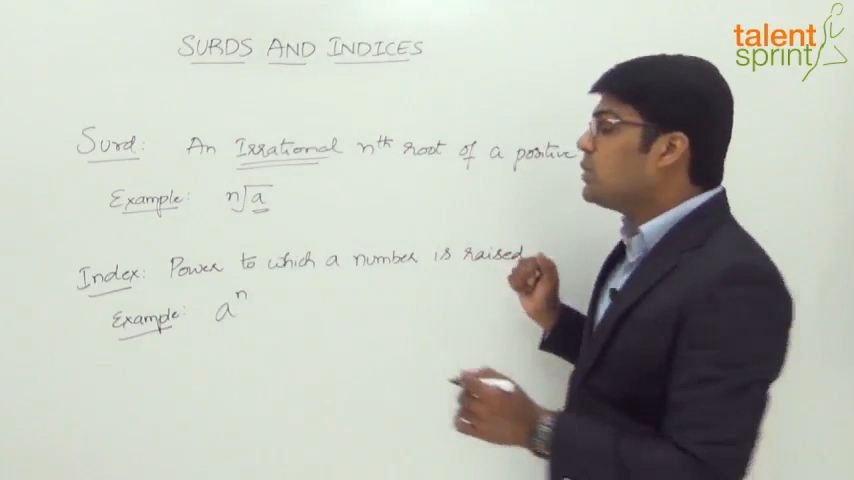 SURDS AND INDICES
talent
sprint
Surd: An Irrational nth root of a positive
Example: n√a
Index: Power to which a number is raised
Example: aⁿ